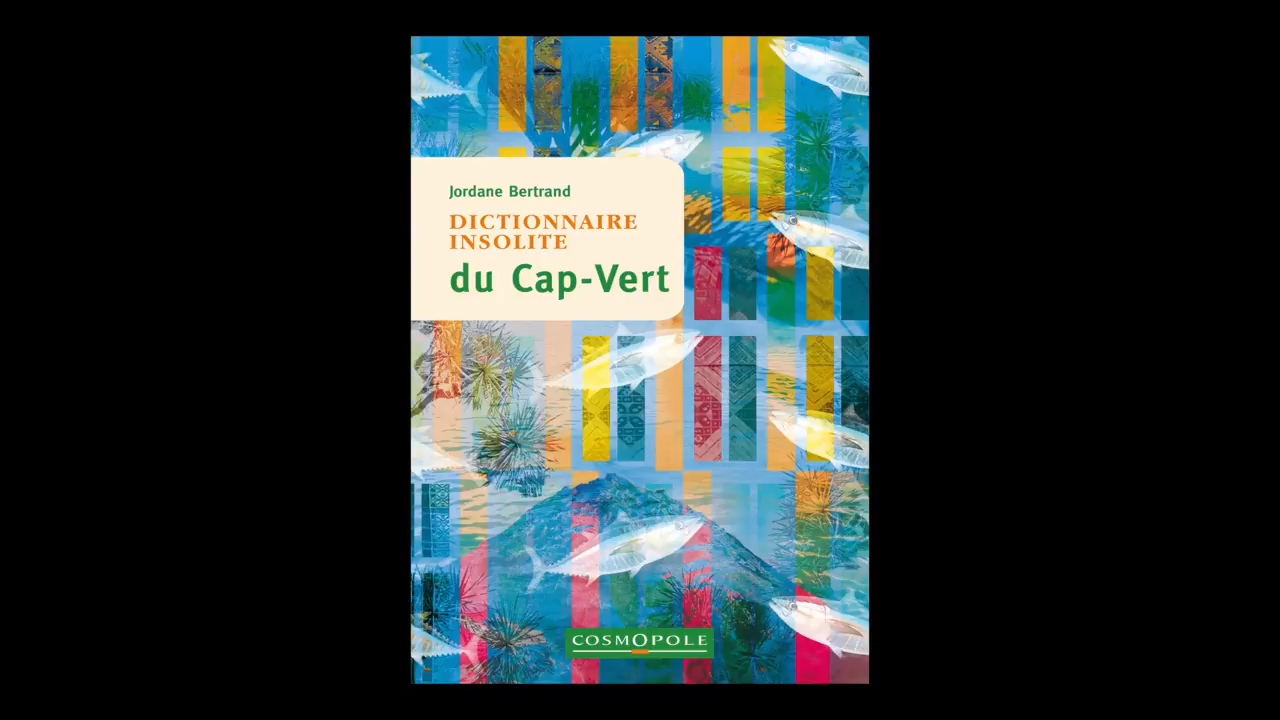 Jordane Bertrand
DICTIONNAIRE
INSOLITE
du Cap-Vert
COSMOPOLE